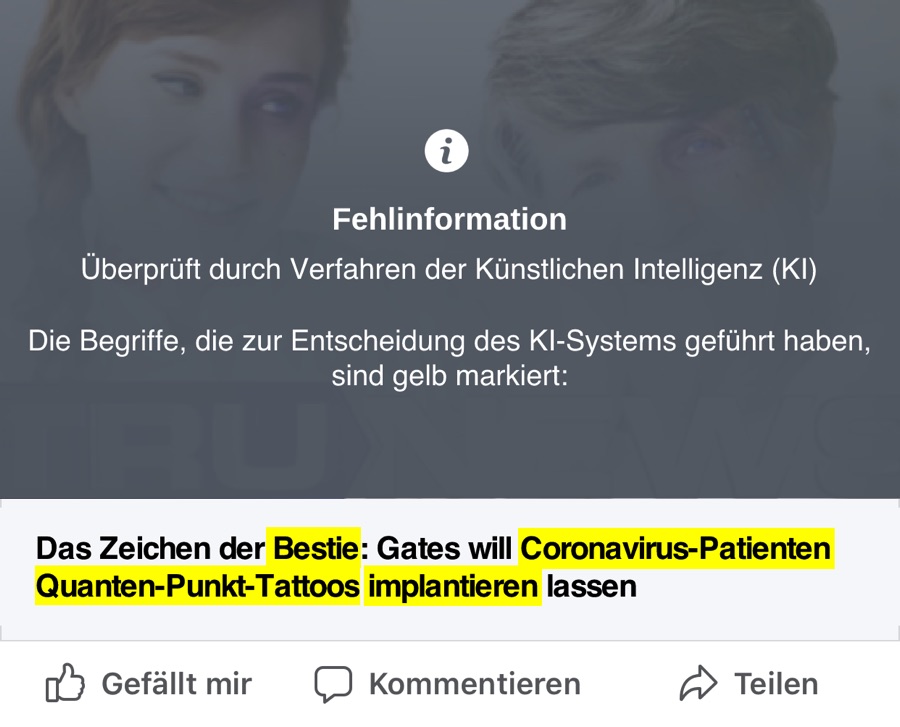 Fehlinformation
Überprüft durch Verfahren der Künstlichen Intelligenz (KI)
Die Begriffe, die zur Entscheidung des KI-Systems geführt haben,
sind gelb markiert:
TRUNEWS
Das Zeichen der Bestie: Gates will Coronavirus-Patienten
Quanten-Punkt-Tattoos implantieren lassen
Gefällt mir
Kommentieren
Teilen